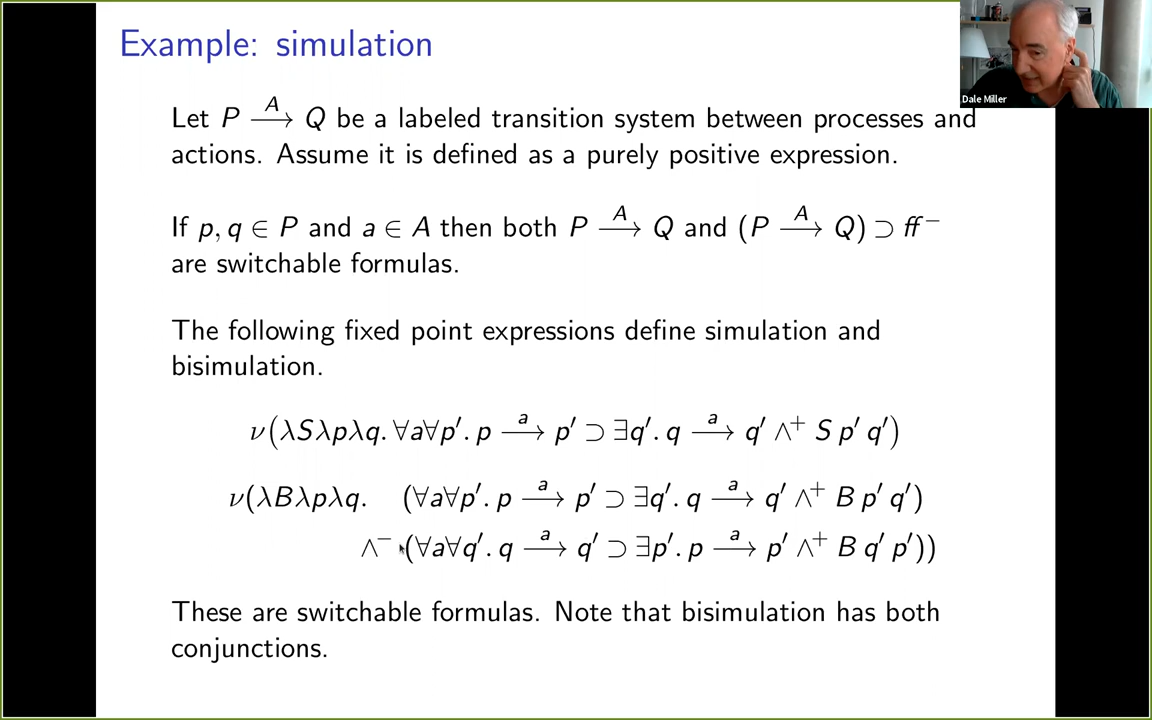 Example: simulation
Dale Miller
Let P —A→ Q be a labeled transition system between processes and
actions. Assume it is defined as a purely positive expression.
If p, q ∈ P and a ∈ A then both P —A→ Q and (P —A→ Q) ⊃ ff⁻
are switchable formulas.
The following fixed point expressions define simulation and
bisimulation.
ν(λSλpλq. ∀a∀p′. p —a→ p′ ⊃ ∃q′. q —a→ q′ ∧⁺ S p′ q′)
ν(λBλpλq. (∀a∀p′. p —a→ p′ ⊃ ∃q′. q —a→ q′ ∧⁺ B p′ q′)
∧⁻ (∀a∀q′. q —a→ q′ ⊃ ∃p′. p —a→ p′ ∧⁺ B q′ p′))
These are switchable formulas. Note that bisimulation has both
conjunctions.